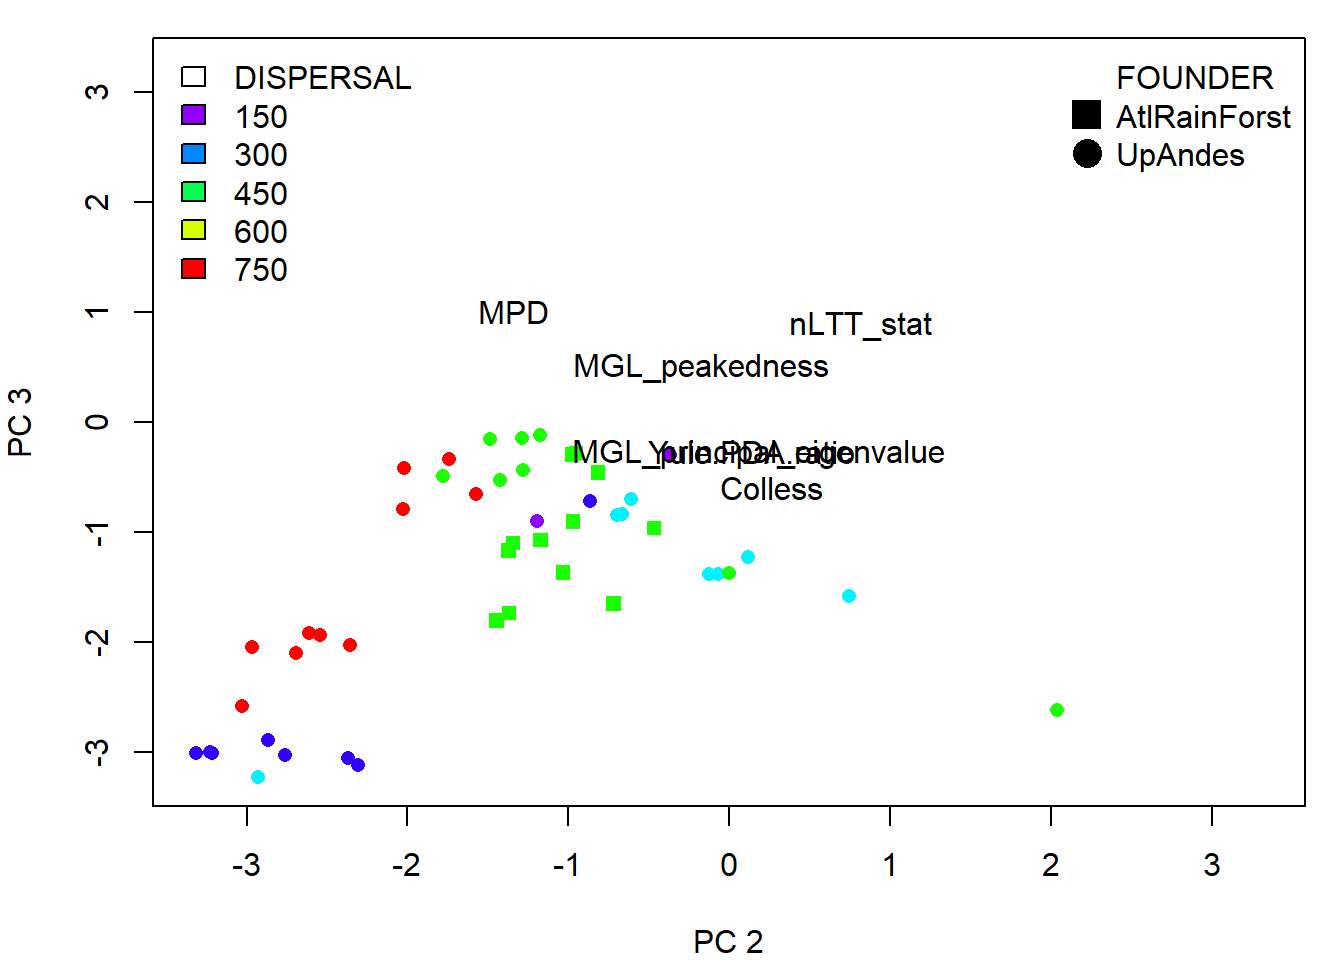 DISPERSAL
150
300
450
600
750
FOUNDER
AtlRainForst
UpAndes
MPD
nLTT_stat
MGL_peakedness
MGL_principal_eigenvalue
Colless
PC 3
3
2
1
0
-1
-2
-3
-3
-2
-1
0
1
2
3
PC 2